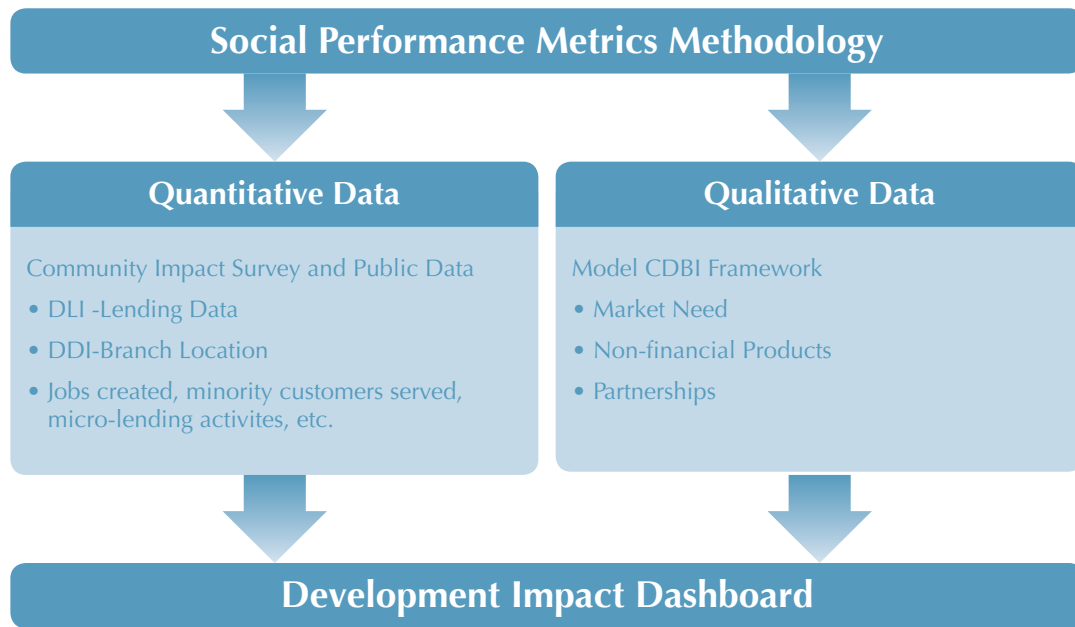 Social Performance Metrics Methodology
Quantitative Data
Community Impact Survey and Public Data
• DLI -Lending Data
• DDI-Branch Location
• Jobs created, minority customers served,
micro-lending activites, etc.
Qualitative Data
Model CDBI Framework
• Market Need
• Non-financial Products
• Partnerships
Development Impact Dashboard